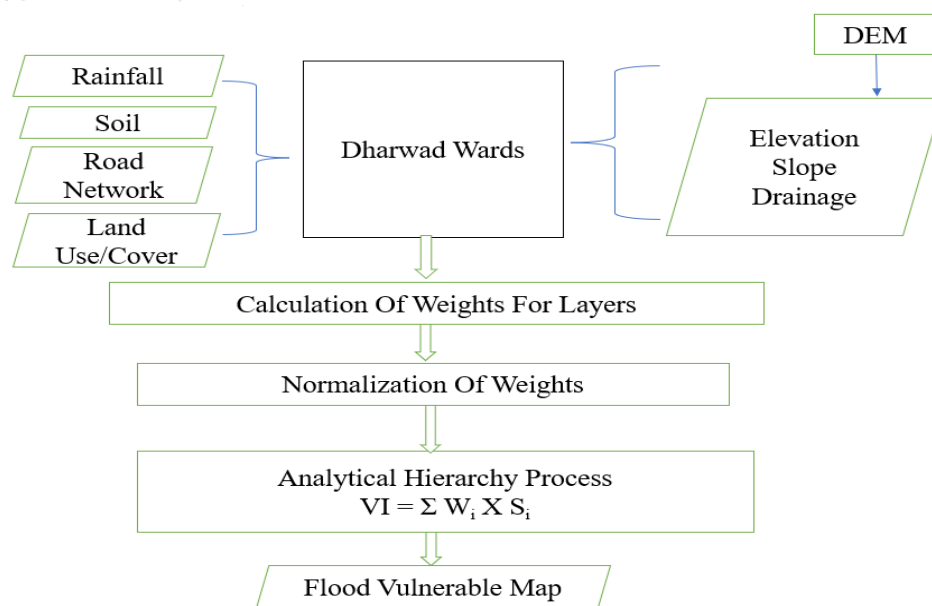 DEM
Rainfall
Soil
Road
Network
Land
Use/Cover
Dharwad Wards
Elevation
Slope
Drainage
Calculation Of Weights For Layers
Normalization Of Weights
Analytical Hierarchy Process
VI = Σ Wᵢ X Sᵢ
Flood Vulnerable Map